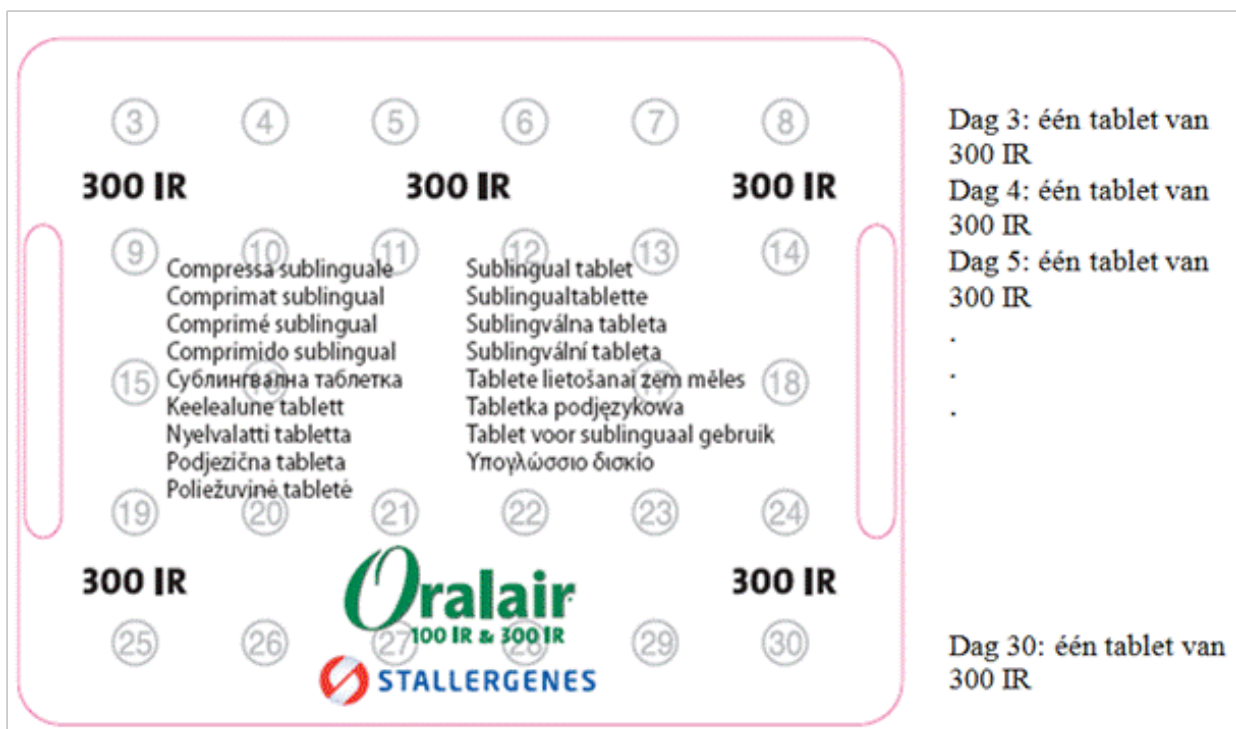 3 4 5 6 7 8
300 IR 300 IR 300 IR
9 10 11 12 13 14
Compressa sublinguale
Comprimat sublingual
Comprimé sublingual
Comprimido sublingual
Сублингвална таблетка
Keelealune tablett
Nyelvalatti tabletta
Podjezična tableta
Poliežuvinė tabletė
Sublingual tablet
Sublingualtablette
Sublingválna tableta
Sublingvální tableta
Tablete lietošanai zem mēles
Tabletka podjęzykowa
Tablet voor sublinguaal gebruik
Υπογλώσσιο δισκίο
15 16 17 18
19 20 21 22 23 24
300 IR 300 IR
Oralair
100 IR & 300 IR
25 26 27 28 29 30
STALLERGENES
Dag 3: één tablet van
300 IR
Dag 4: één tablet van
300 IR
Dag 5: één tablet van
300 IR
.
.
.
Dag 30: één tablet van
300 IR